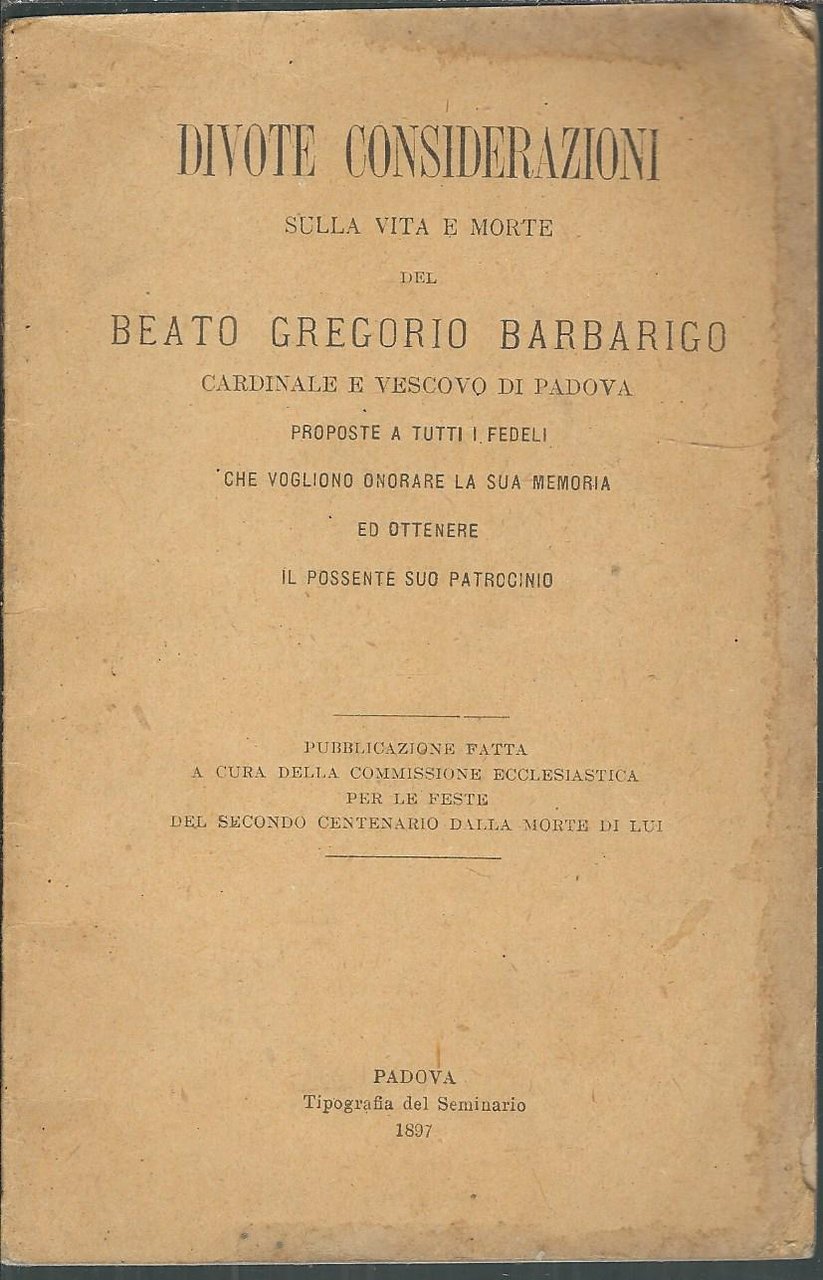 DIVOTE CONSIDERAZIONI
SULLA VITA E MORTE
DEL
BEATO GREGORIO BARBARIGO
CARDINALE E VESCOVO DI PADOVA
PROPOSTE A TUTTI I FEDELI
CHE VOGLIONO ONORARE LA SUA MEMORIA
ED OTTENERE
IL POSSENTE SUO PATROCINIO
PUBBLICAZIONE FATTA
A CURA DELLA COMMISSIONE ECCLESIASTICA
PER LE FESTE
DEL SECONDO CENTENARIO DALLA MORTE DI LUI
PADOVA
Tipografia del Seminario
1897